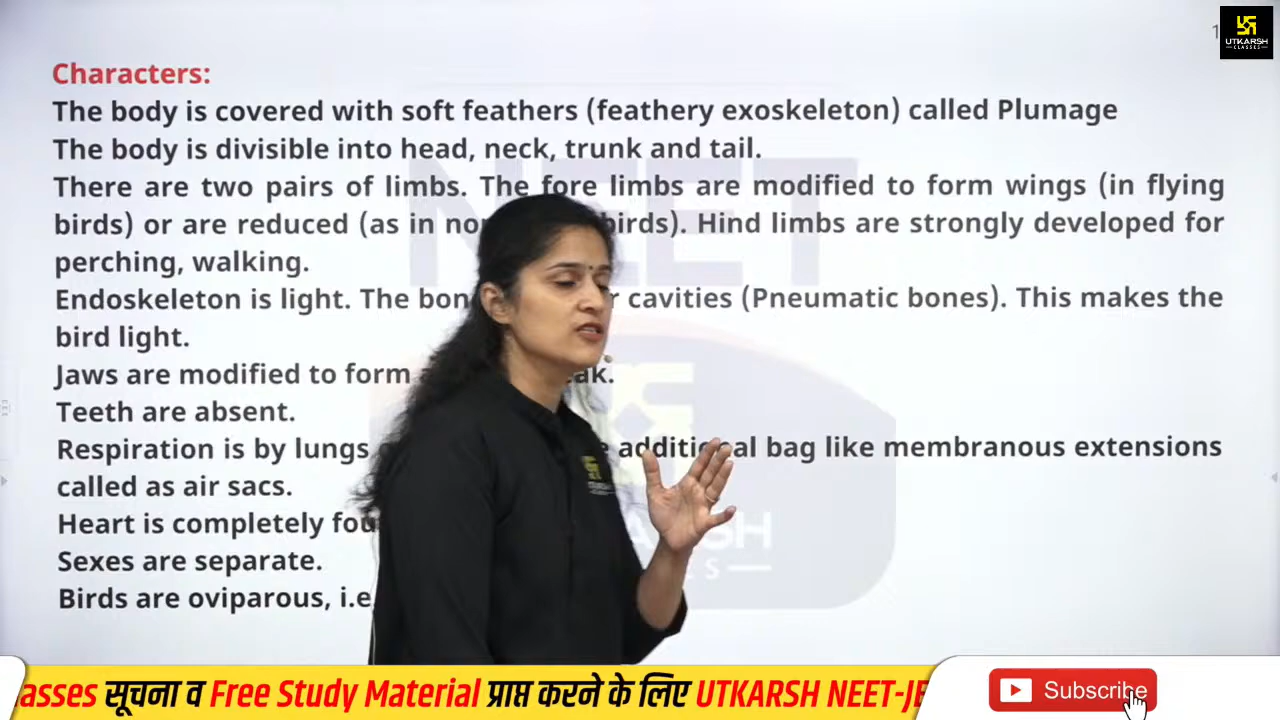 1
UTKARSH
CLASSES
Characters:
The body is covered with soft feathers (feathery exoskeleton) called Plumage
The body is divisible into head, neck, trunk and tail.
There are two pairs of limbs. The fore limbs are modified to form wings (in flying
birds) or are reduced (as in no birds). Hind limbs are strongly developed for
perching, walking.
Endoskeleton is light. The bon cavities (Pneumatic bones). This makes the
bird light.
Jaws are modified to form
Teeth are absent.
Respiration is by lungs additional bag like membranous extensions
called as air sacs.
Heart is completely fou
Sexes are separate.
Birds are oviparous, i.e
NEET
UTKARSH
lasses सूचना व Free Study Material प्राप्त करने के लिए UTKARSH NEET-JE
Subscribe